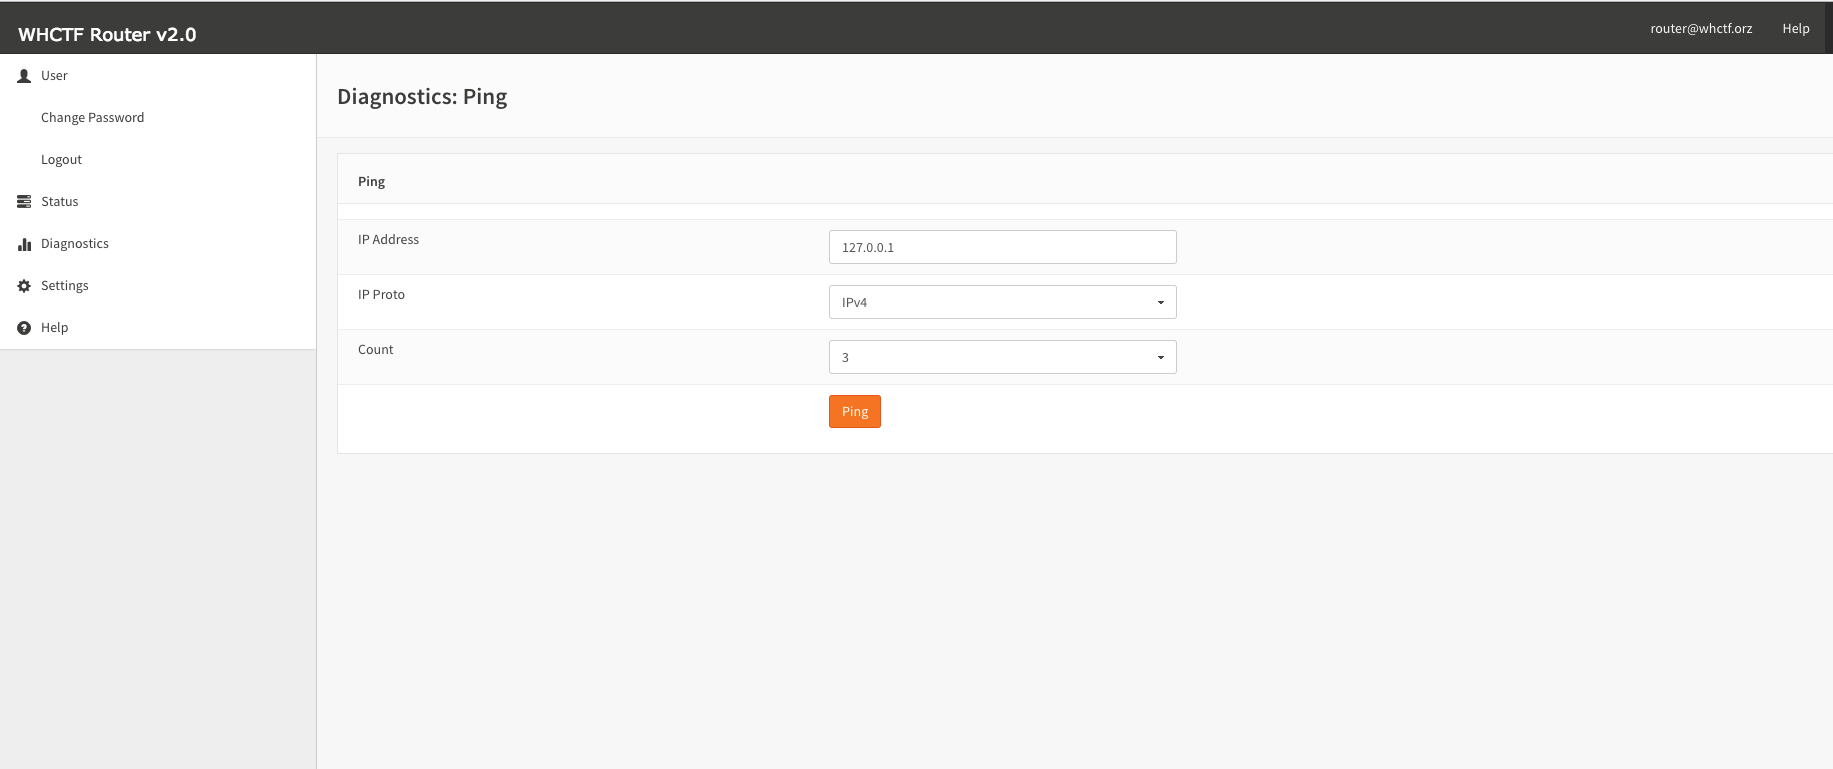 WHCTF Router v2.0
router@whctf.orz Help
User
Change Password
Logout
Status
Diagnostics
Settings
Help
Diagnostics: Ping
Ping
IP Address 127.0.0.1
IP Proto IPv4
Count 3
Ping